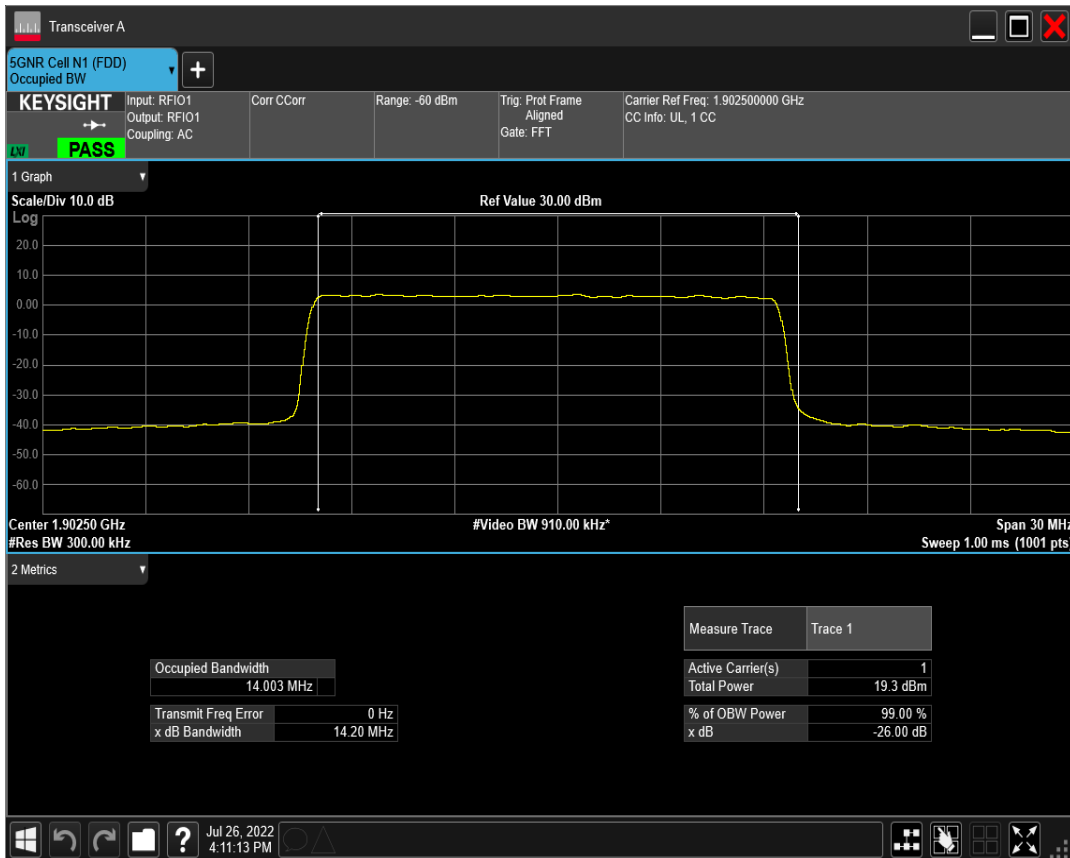 Transceiver A
5GNR Cell N1 (FDD)
Occupied BW
+
KEYSIGHT
LXI
PASS
Input: RFIO1
Output: RFIO1
Coupling: AC
Corr CCorr
Range: -60 dBm
Trig: Prot Frame
Aligned
Gate: FFT
Carrier Ref Freq: 1.902500000 GHz
CC Info: UL, 1 CC
1 Graph
Scale/Div 10.0 dB
Ref Value 30.00 dBm
Log
20.0
10.0
0.00
-10.0
-20.0
-30.0
-40.0
-50.0
-60.0
Center 1.90250 GHz
#Video BW 910.00 kHz*
Span 30 MHz
#Res BW 300.00 kHz
Sweep 1.00 ms (1001 pts)
2 Metrics
Measure Trace Trace 1
Occupied Bandwidth
14.003 MHz
Active Carrier(s) 1
Total Power 19.3 dBm
Transmit Freq Error 0 Hz
x dB Bandwidth 14.20 MHz
% of OBW Power 99.00 %
x dB -26.00 dB
?
Jul 26, 2022
4:11:13 PM